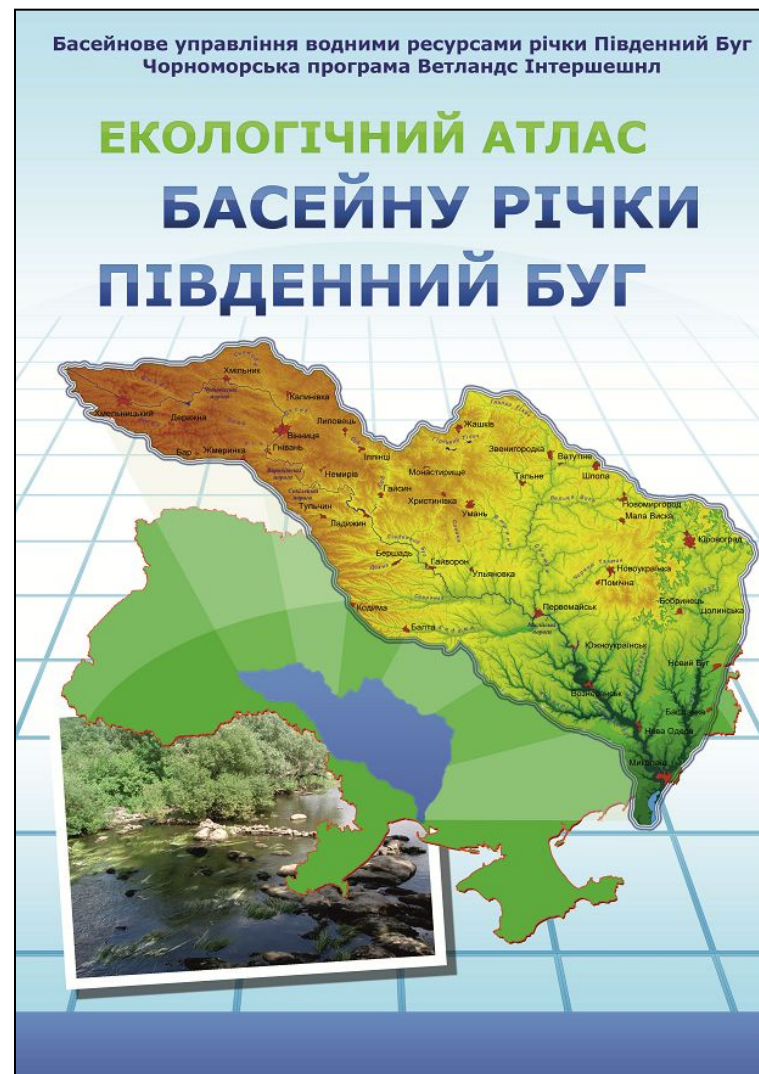 Басейнове управління водними ресурсами річки Південний Буг
Чорноморська програма Ветландс Інтершешнл
ЕКОЛОГІЧНИЙ АТЛАС
БАСЕЙНУ РІЧКИ
ПІВДЕННИЙ БУГ
Хмільник
Калинівка
Хмельницький
Деражня
Липовець
Жашків
Вінниця
Звенигородка
Ватутіне
Бар
Жмеринка
Гнівань
Іллінці
Монастирище
Немирів
Тальне
Шпола
Гайсин
Христинівка
Новомиргород
Тульчин
Умань
Мала Виска
Ладижин
Кіровоград
Бершадь
Гайворон
Ульяновка
Новоукраїнка
Помічна
Бобринець
Кодима
Первомайськ
Долинська
Балта
Южноукраїнськ
Новий Буг
Вознесенськ
Баштанка
Нова Одеса
Миколаїв